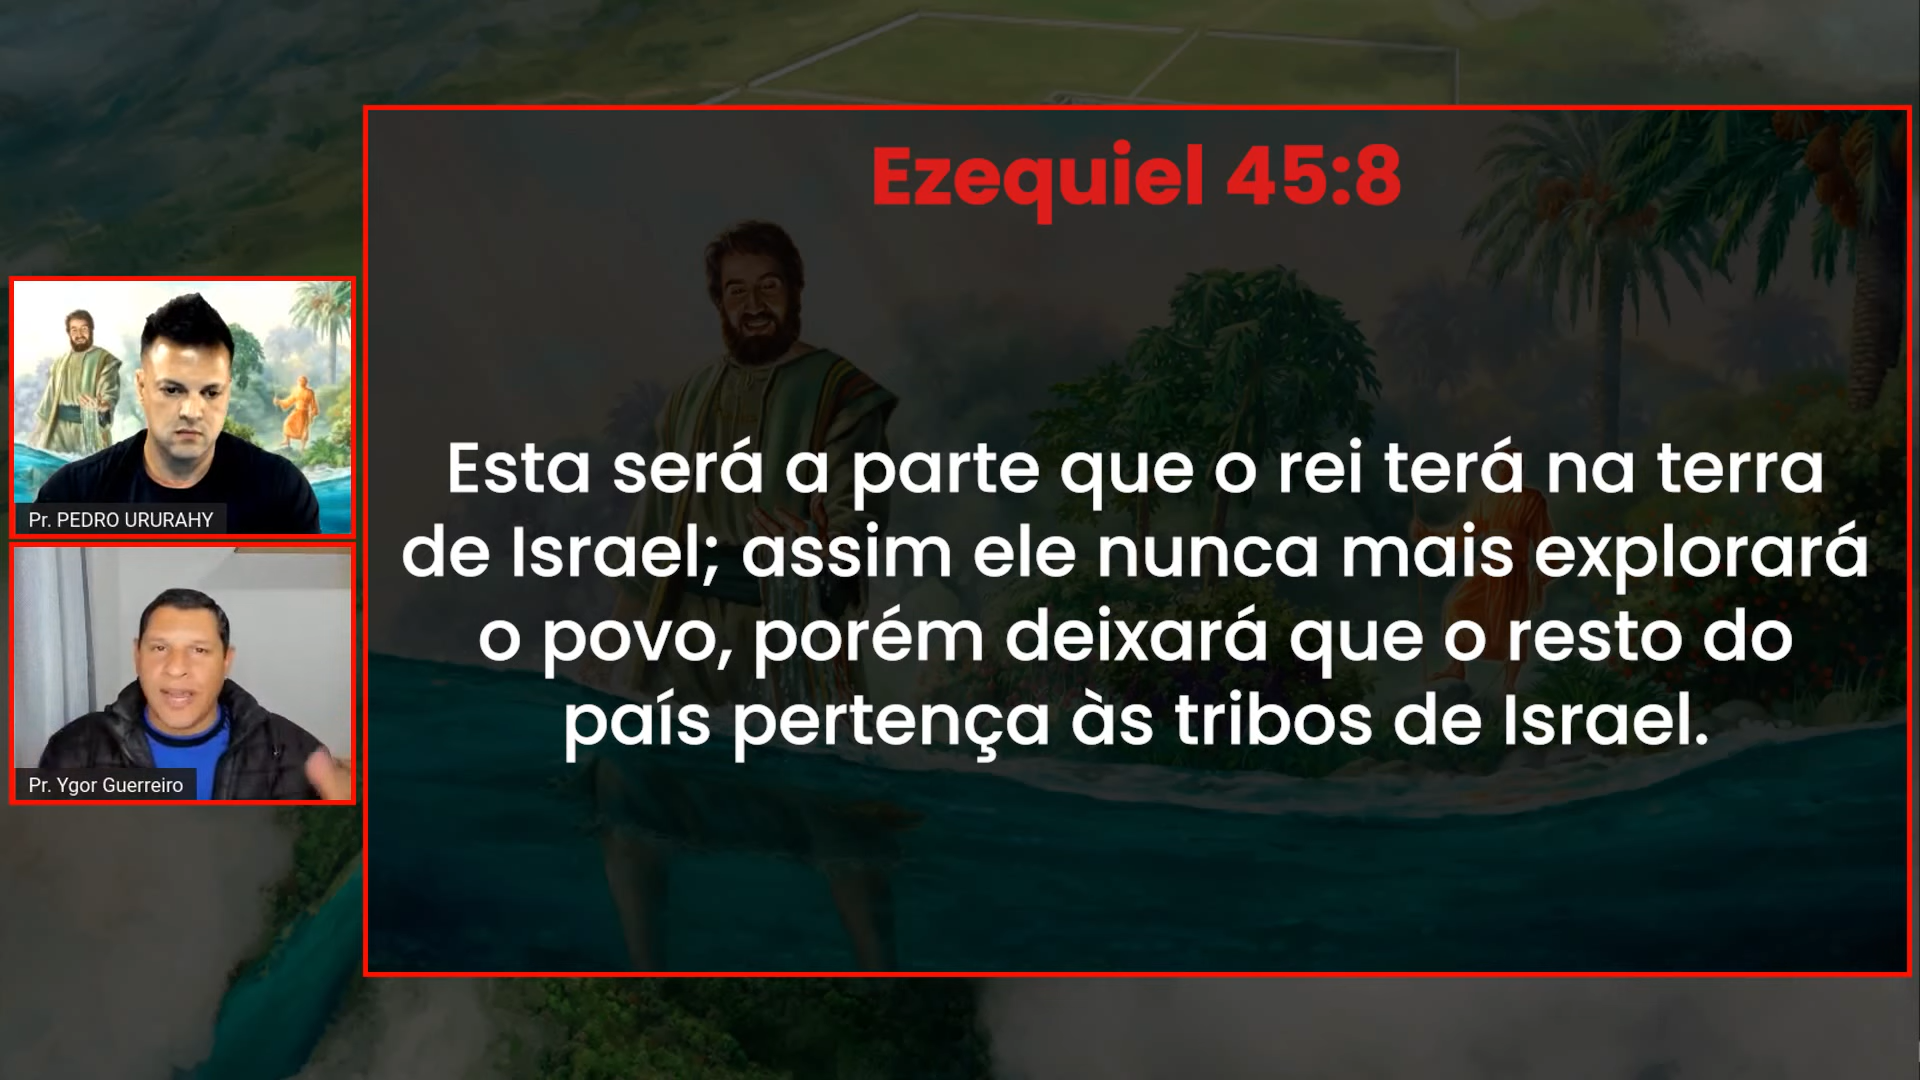 Ezequiel 45:8
Esta será a parte que o rei terá na terra
de Israel; assim ele nunca mais explorará
o povo, porém deixará que o resto do
país pertença às tribos de Israel.
Pr. PEDRO URURAHY
Pr. Ygor Guerreiro